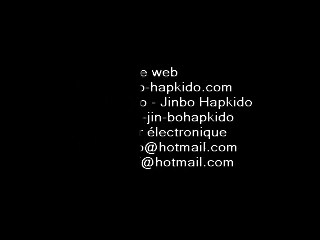 e web
o-hapkido.com
o - Jinbo Hapkido
-jin-bohapkido
r électronique
o@hotmail.com
@hotmail.com